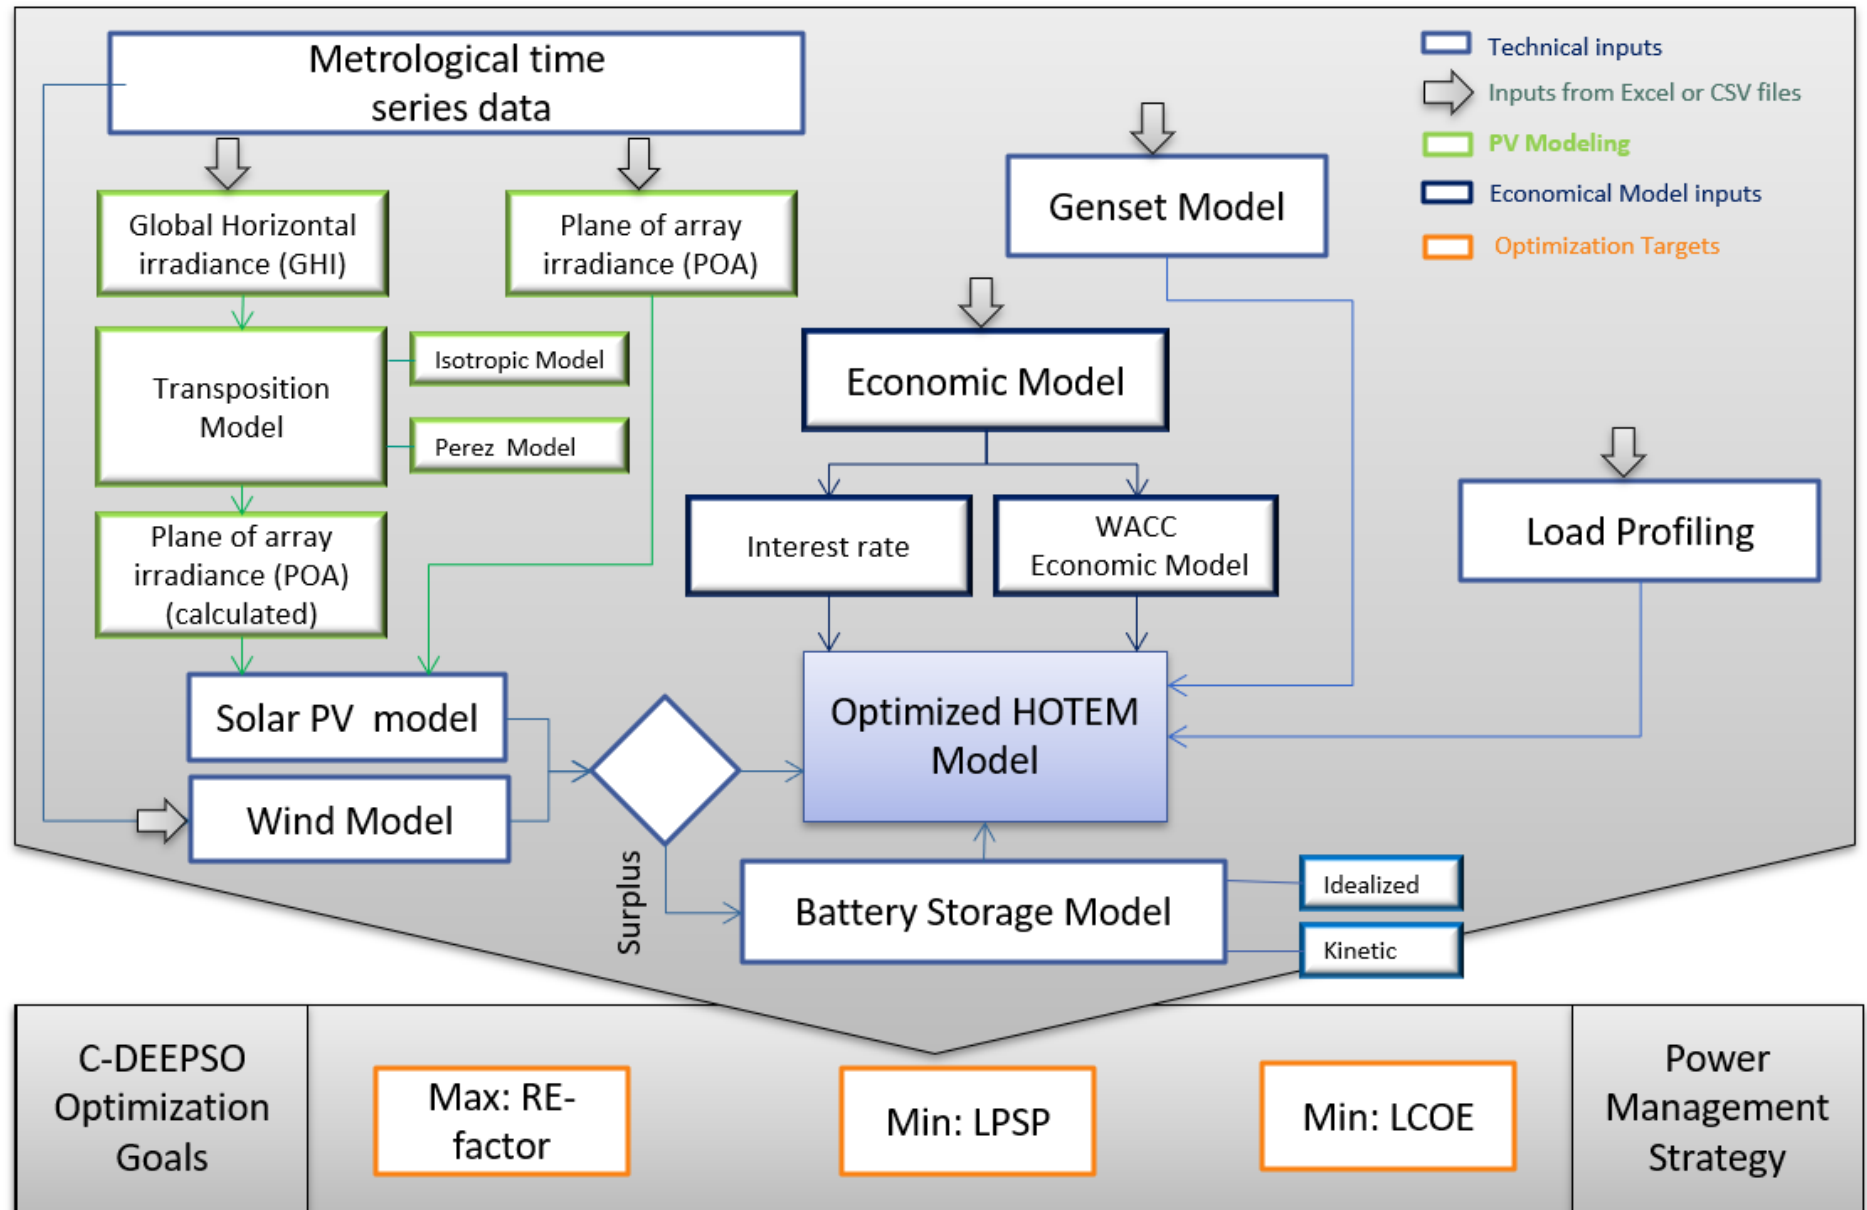 Metrological time
series data
Technical inputs
Inputs from Excel or CSV files
PV Modeling
Economical Model inputs
Optimization Targets
Global Horizontal
irradiance (GHI)
Plane of array
irradiance (POA)
Genset Model
Transposition
Model
Isotropic Model
Perez Model
Economic Model
Plane of array
irradiance (POA)
(calculated)
Interest rate
WACC
Economic Model
Load Profiling
Solar PV model
Wind Model
Optimized HOTEM
Model
Surplus
Battery Storage Model
Idealized
Kinetic
C-DEEPSO
Optimization
Goals
Max: RE-
factor
Min: LPSP
Min: LCOE
Power
Management
Strategy